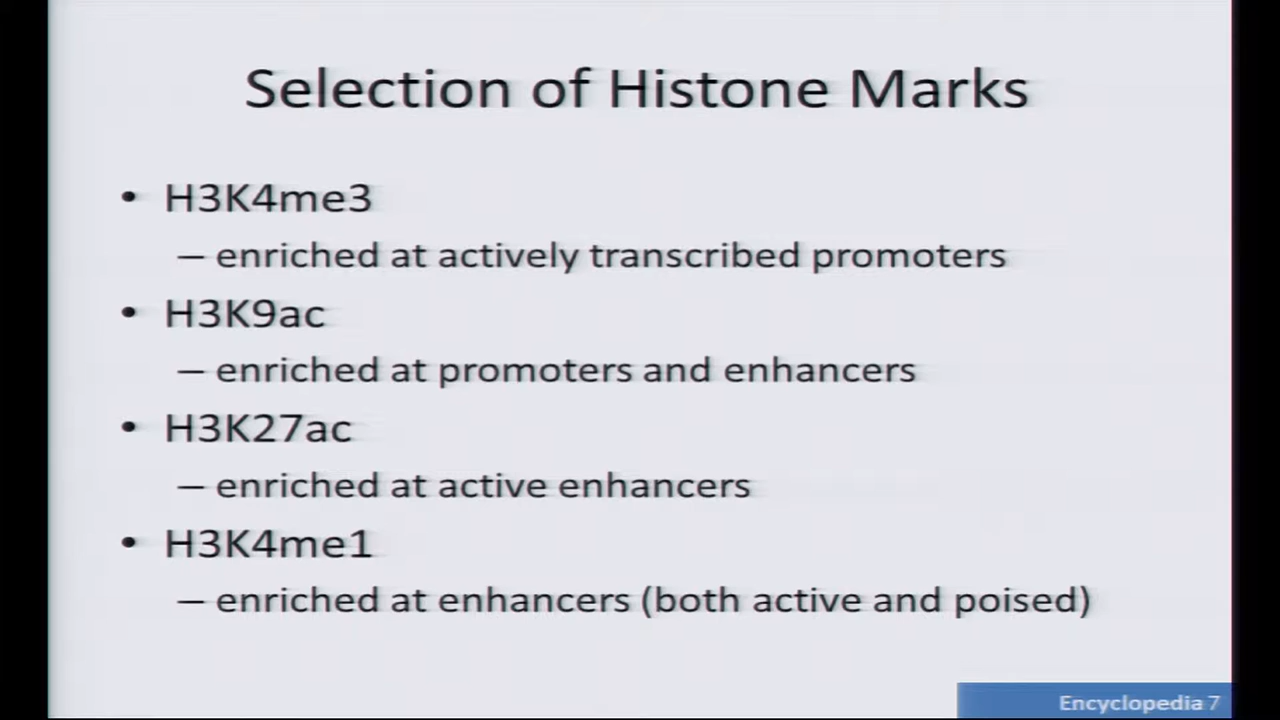 Selection of Histone Marks
• H3K4me3
– enriched at actively transcribed promoters
• H3K9ac
– enriched at promoters and enhancers
• H3K27ac
– enriched at active enhancers
• H3K4me1
– enriched at enhancers (both active and poised)
Encyclopedia 7